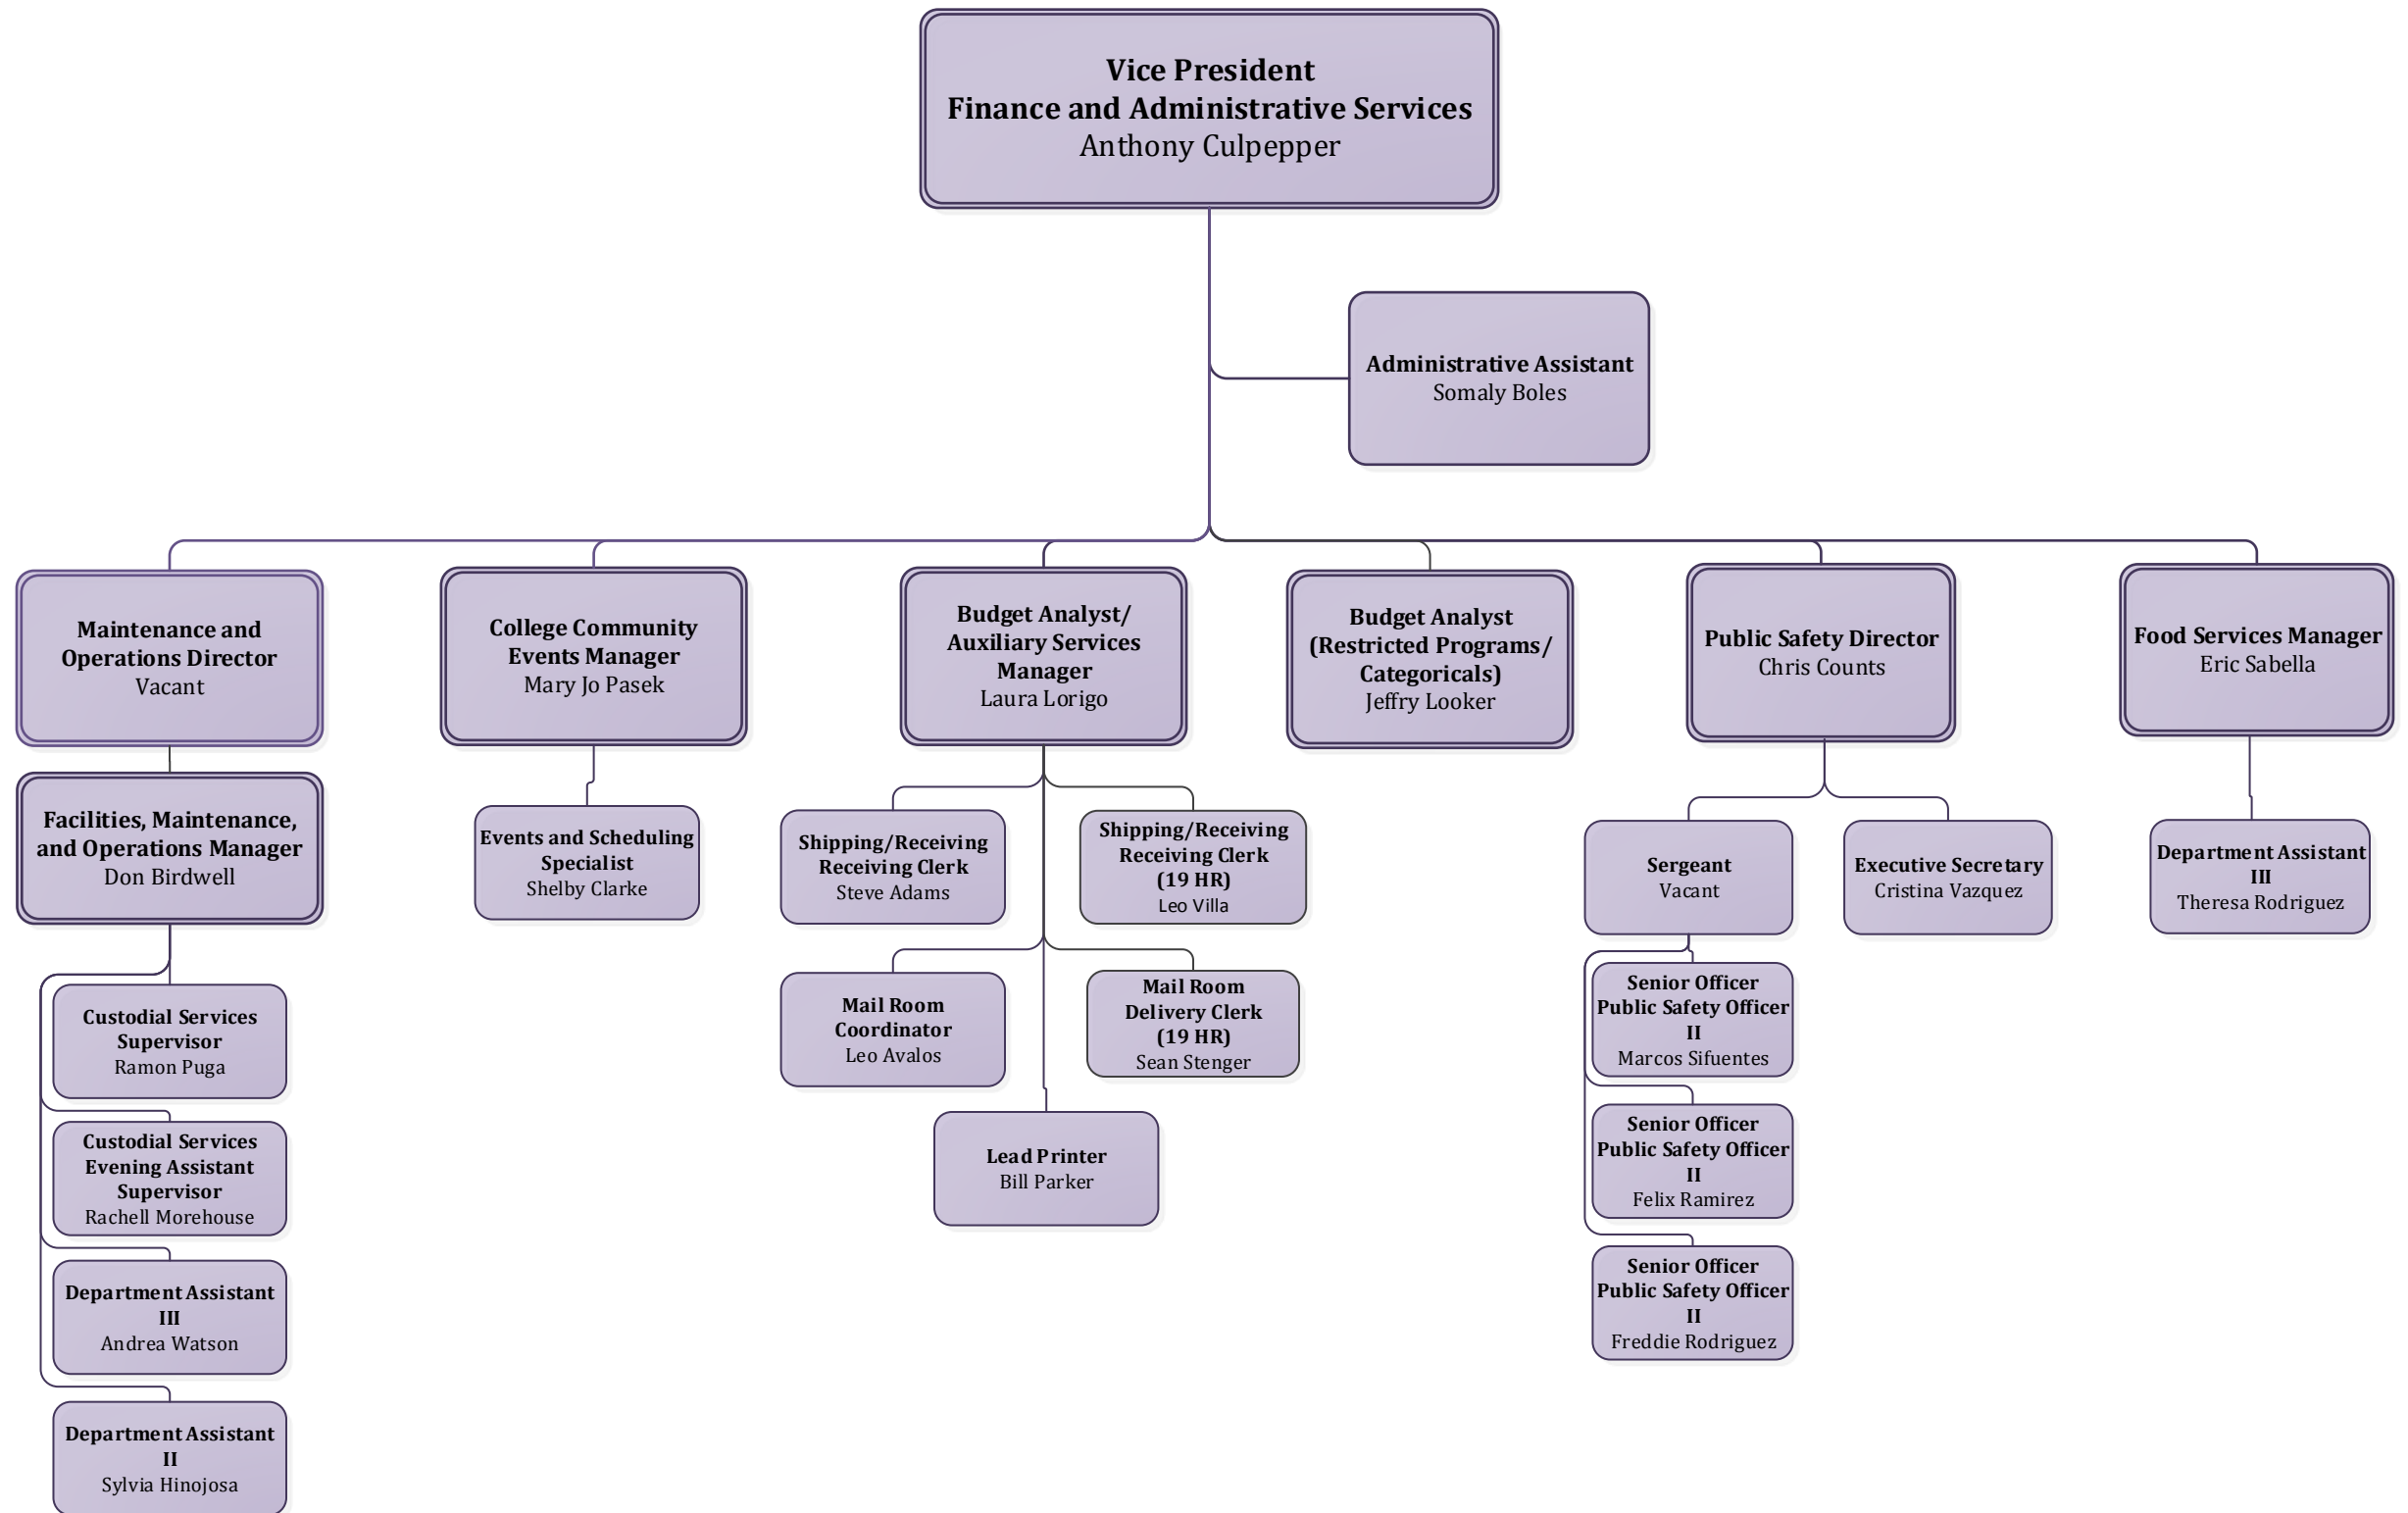 Vice President
Finance and Administrative Services
Anthony Culpepper
Administrative Assistant
Somaly Boles
Maintenance and
Operations Director
Vacant
College Community
Events Manager
Mary Jo Pasek
Budget Analyst/
Auxiliary Services
Manager
Laura Lorigo
Budget Analyst
(Restricted Programs/
Categoricals)
Jeffry Looker
Public Safety Director
Chris Counts
Food Services Manager
Eric Sabella
Facilities, Maintenance,
and Operations Manager
Don Birdwell
Events and Scheduling
Specialist
Shelby Clarke
Shipping/Receiving
Receiving Clerk
Steve Adams
Shipping/Receiving
Receiving Clerk
(19 HR)
Leo Villa
Sergeant
Vacant
Executive Secretary
Cristina Vazquez
Department Assistant
III
Theresa Rodriguez
Custodial Services
Supervisor
Ramon Puga
Mail Room
Coordinator
Leo Avalos
Mail Room
Delivery Clerk
(19 HR)
Sean Stenger
Senior Officer
Public Safety Officer
II
Marcos Sifuentes
Custodial Services
Evening Assistant
Supervisor
Rachell Morehouse
Lead Printer
Bill Parker
Senior Officer
Public Safety Officer
II
Felix Ramirez
Department Assistant
III
Andrea Watson
Senior Officer
Public Safety Officer
II
Freddie Rodriguez
Department Assistant
II
Sylvia Hinojosa